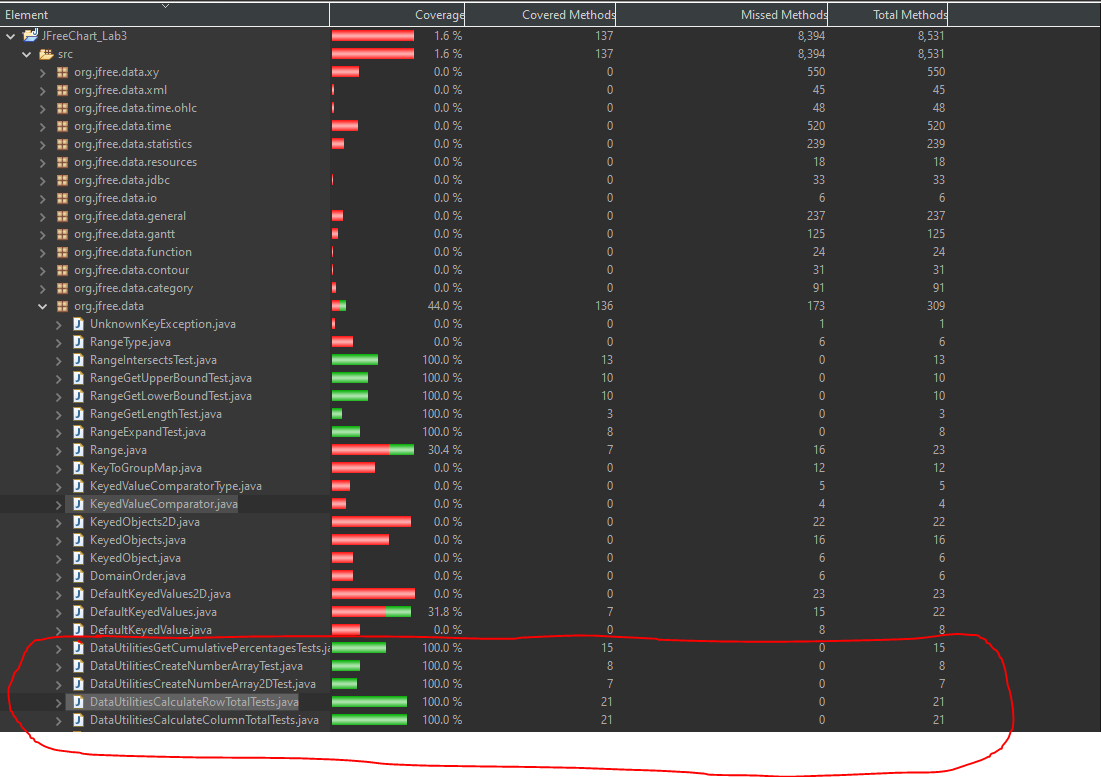 Element Coverage Covered Methods Missed Methods Total Methods
JFreeChart_Lab3 1.6 % 137 8,394 8,531
src 1.6 % 137 8,394 8,531
org.jfree.data.xy 0.0 % 0 550 550
org.jfree.data.xml 0.0 % 0 45 45
org.jfree.data.time.ohlc 0.0 % 0 48 48
org.jfree.data.time 0.0 % 0 520 520
org.jfree.data.statistics 0.0 % 0 239 239
org.jfree.data.resources 0.0 % 0 18 18
org.jfree.data.jdbc 0.0 % 0 33 33
org.jfree.data.io 0.0 % 0 6 6
org.jfree.data.general 0.0 % 0 237 237
org.jfree.data.gantt 0.0 % 0 125 125
org.jfree.data.function 0.0 % 0 24 24
org.jfree.data.contour 0.0 % 0 31 31
org.jfree.data.category 0.0 % 0 91 91
org.jfree.data 44.0 % 136 173 309
UnknownKeyException.java 0.0 % 0 1 1
RangeType.java 0.0 % 0 6 6
RangeIntersectsTest.java 100.0 % 13 0 13
RangeGetUpperBoundTest.java 100.0 % 10 0 10
RangeGetLowerBoundTest.java 100.0 % 10 0 10
RangeGetLengthTest.java 100.0 % 3 0 3
RangeExpandTest.java 100.0 % 8 0 8
Range.java 30.4 % 7 16 23
KeyToGroupMap.java 0.0 % 0 12 12
KeyedValueComparatorType.java 0.0 % 0 5 5
KeyedValueComparator.java 0.0 % 0 4 4
KeyedObjects2D.java 0.0 % 0 22 22
KeyedObjects.java 0.0 % 0 16 16
KeyedObject.java 0.0 % 0 6 6
DomainOrder.java 0.0 % 0 6 6
DefaultKeyedValues2D.java 0.0 % 0 23 23
DefaultKeyedValues.java 31.8 % 7 15 22
DefaultKeyedValue.java 0.0 % 0 8 8
DataUtilitiesGetCumulativePercentagesTests.ja 100.0 % 15 0 15
DataUtilitiesCreateNumberArrayTest.java 100.0 % 8 0 8
DataUtilitiesCreateNumberArray2DTest.java 100.0 % 7 0 7
DataUtilitiesCalculateRowTotalTests.java 100.0 % 21 0 21
DataUtilitiesCalculateColumnTotalTests.java 100.0 % 21 0 21